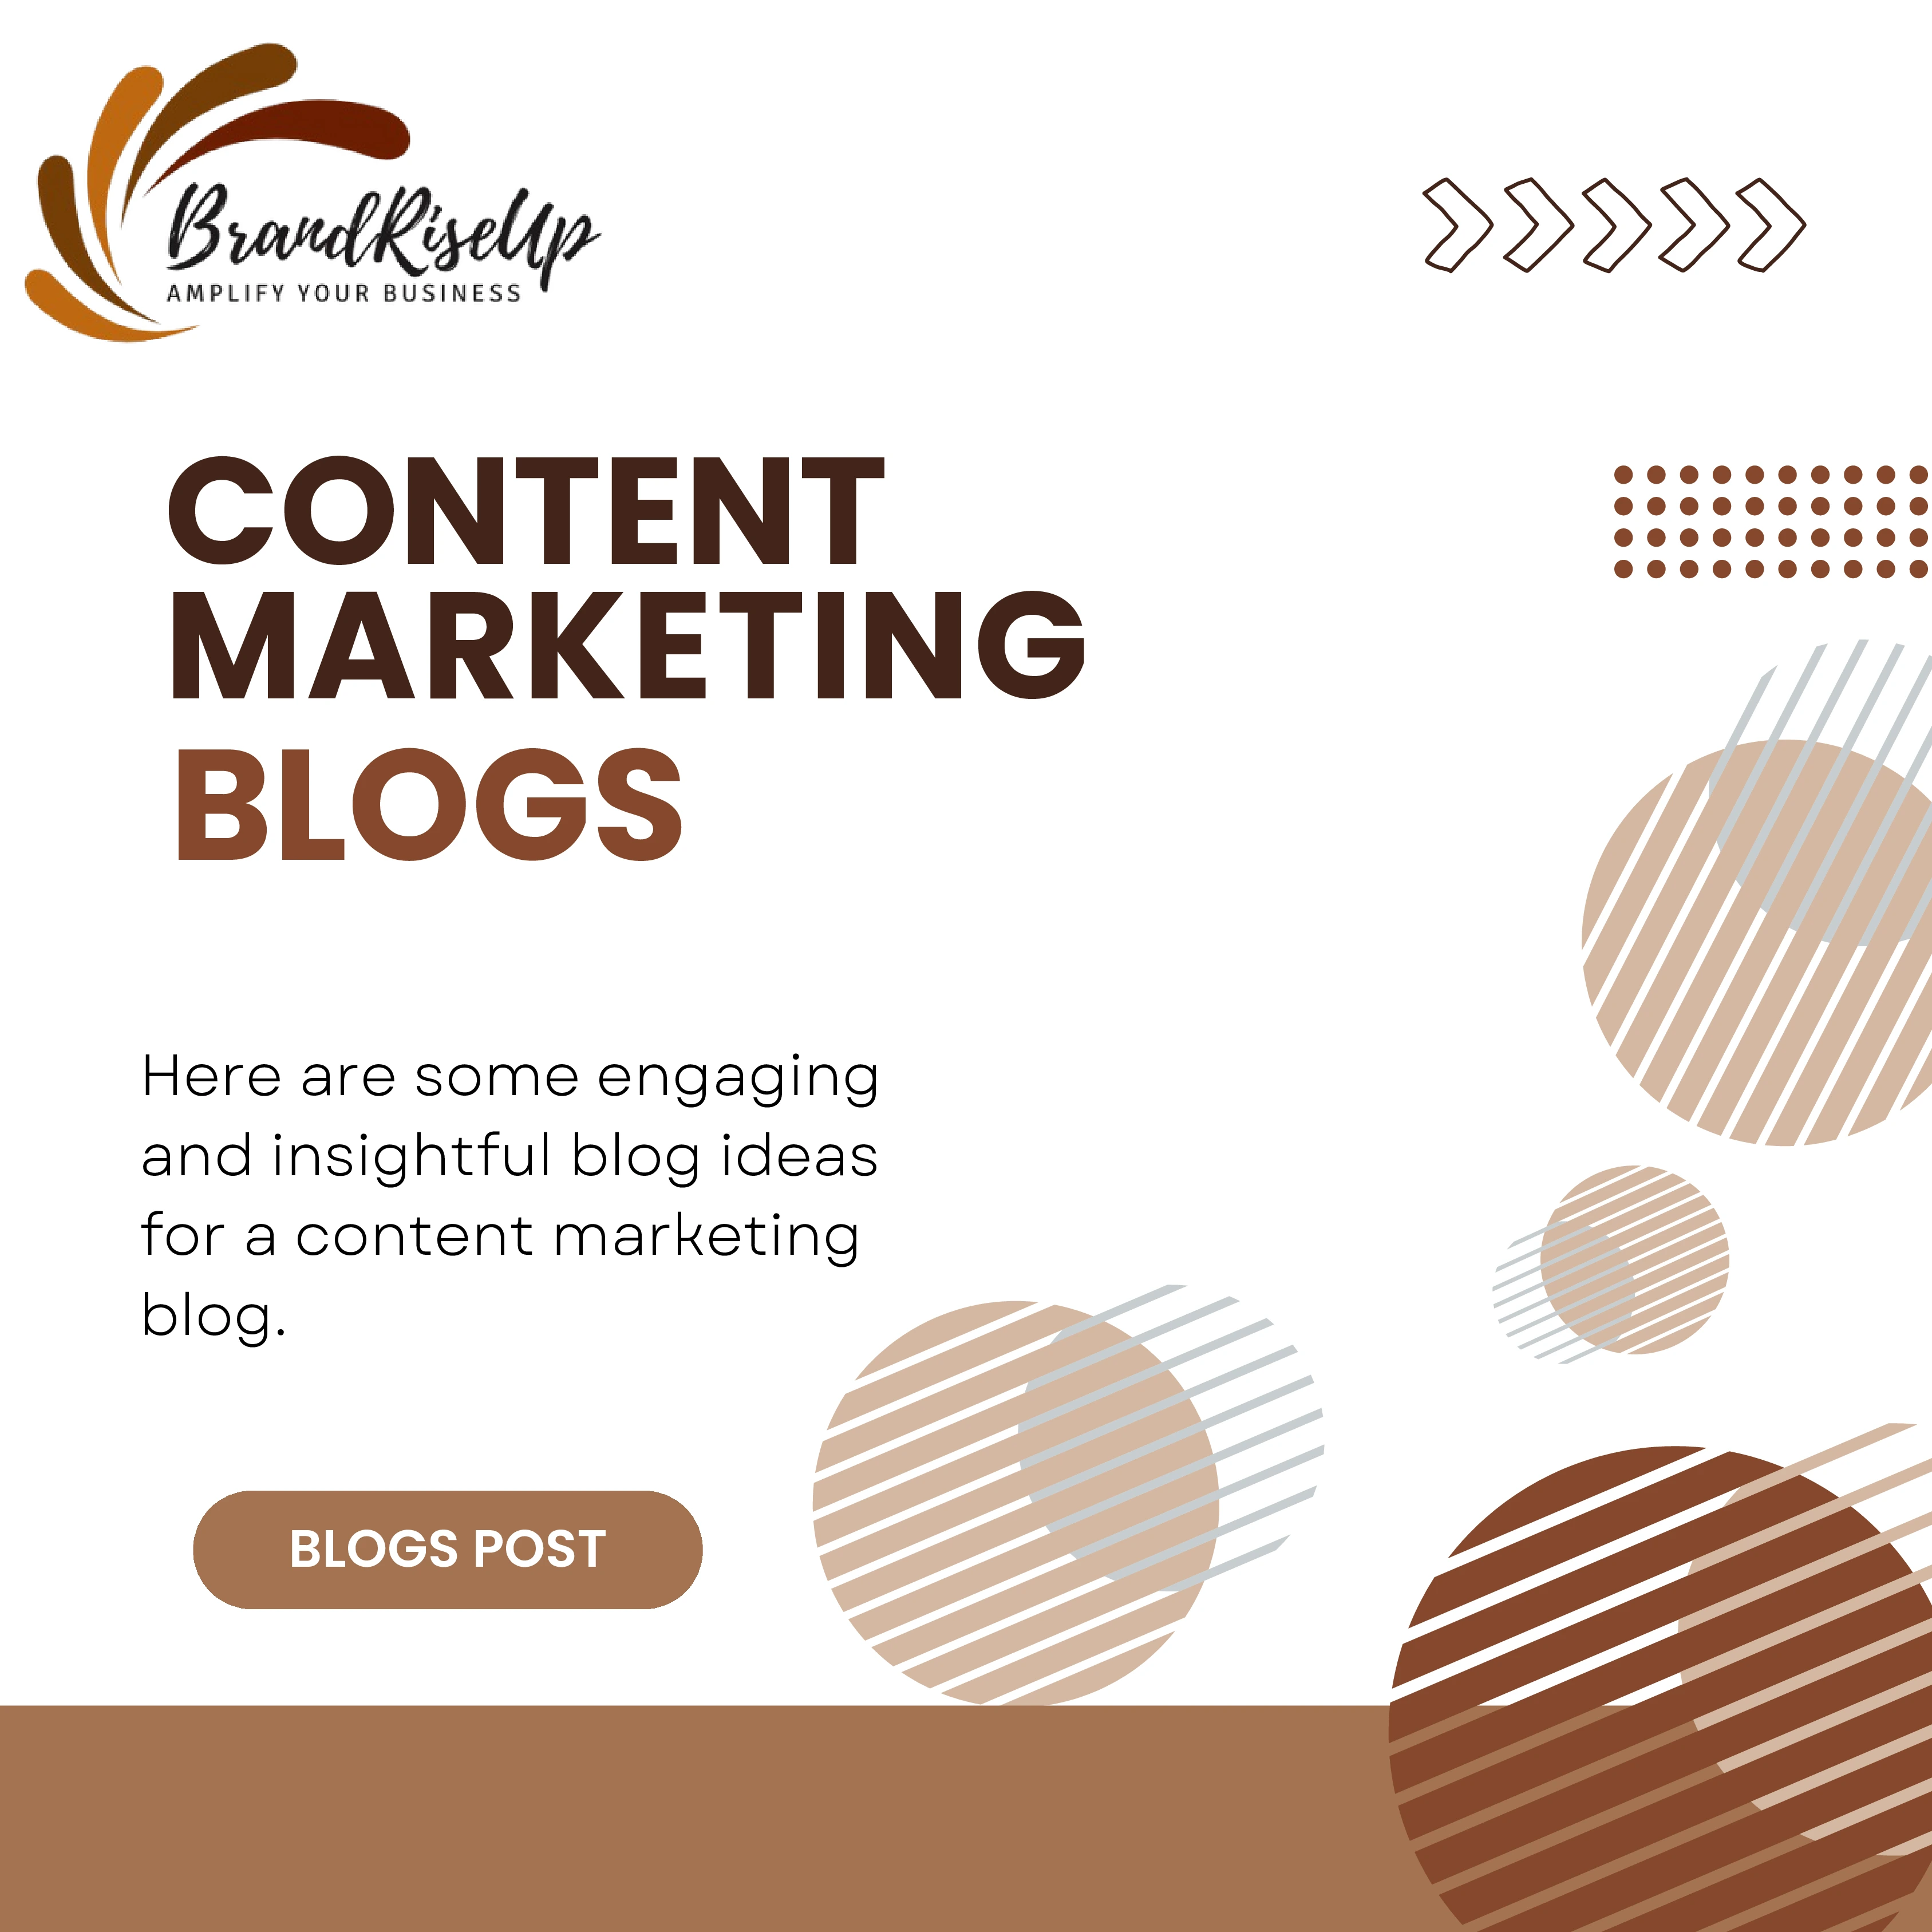 BrandRiseUp
AMPLIFY YOUR BUSINESS
CONTENT
MARKETING
BLOGS
Here are some engaging
and insightful blog ideas
for a content marketing
blog.
BLOGS POST